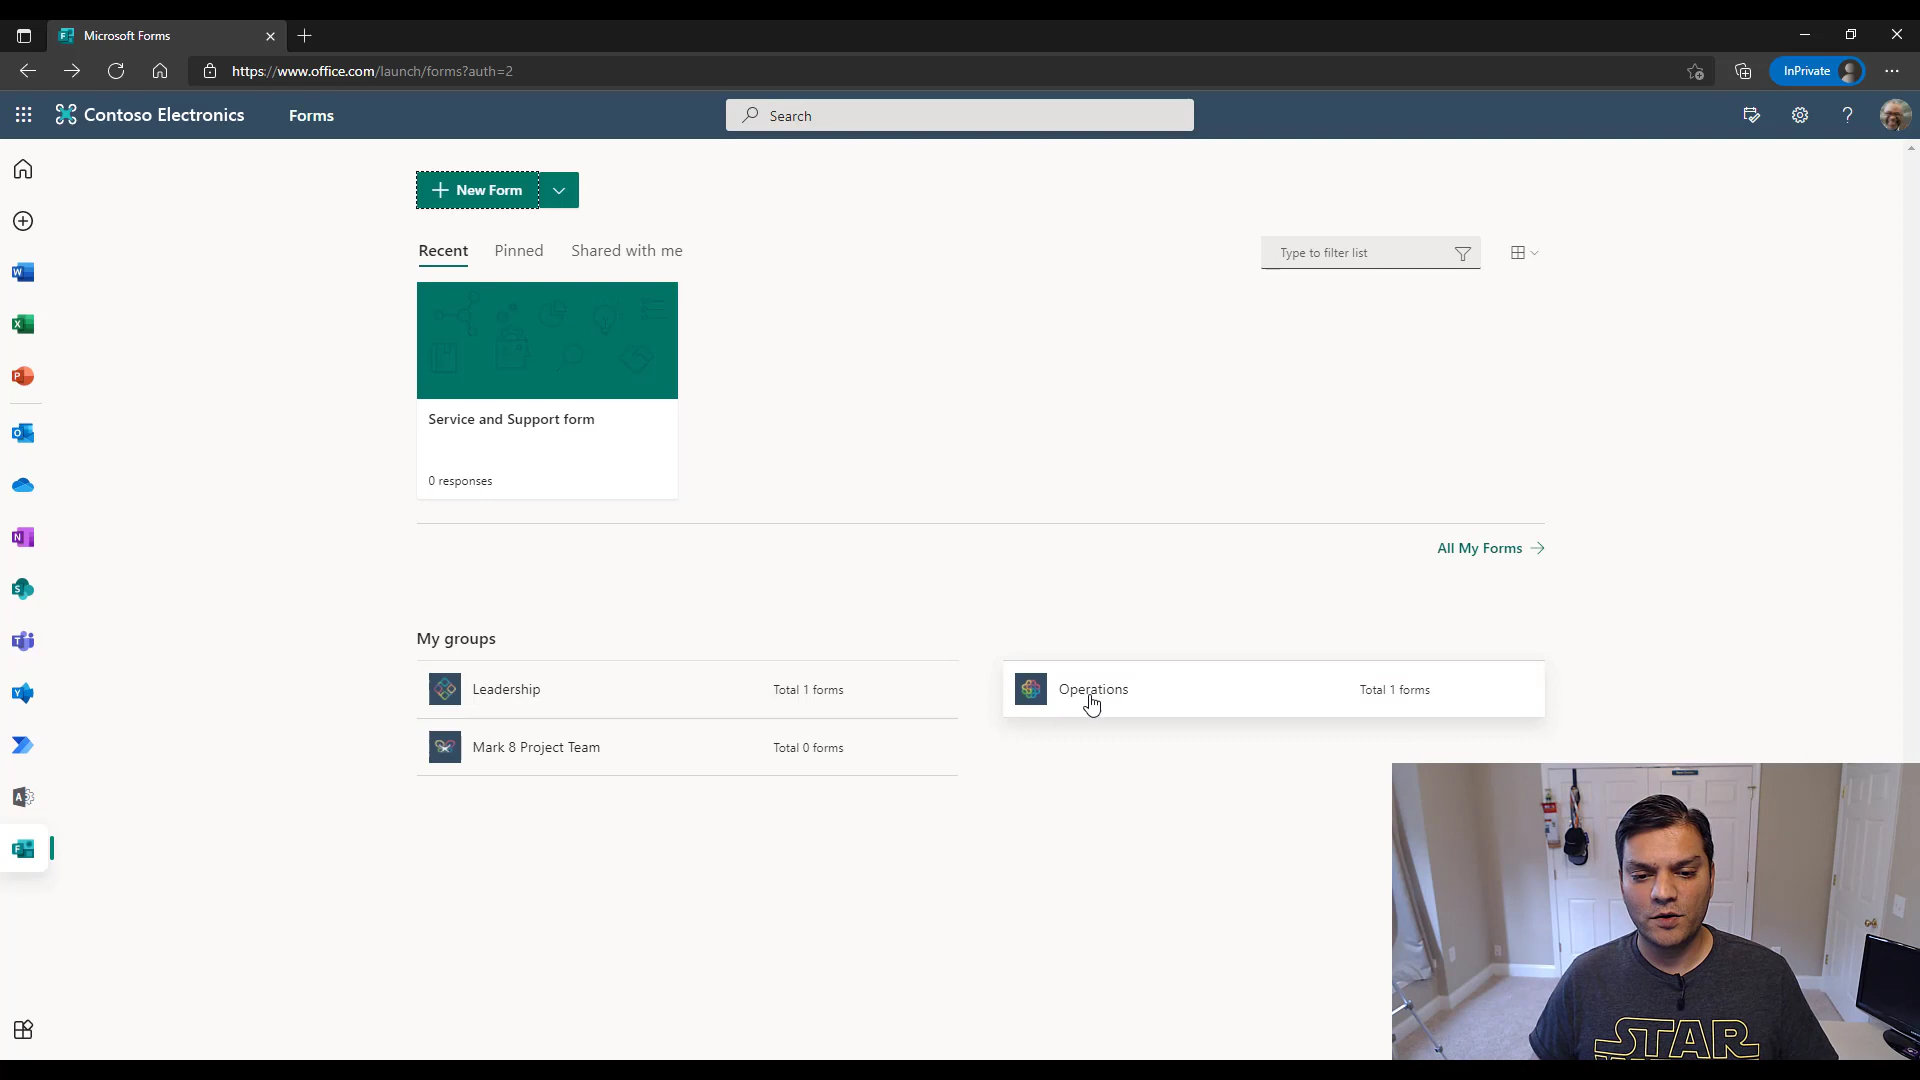 Microsoft Forms
https://www.office.com/launch/forms?auth=2
InPrivate
Contoso Electronics
Forms
Search
New Form
Recent
Pinned
Shared with me
Type to filter list
Service and Support form
0 responses
All My Forms
My groups
Leadership
Total 1 forms
Operations
Total 1 forms
Mark 8 Project Team
Total 0 forms
STAR